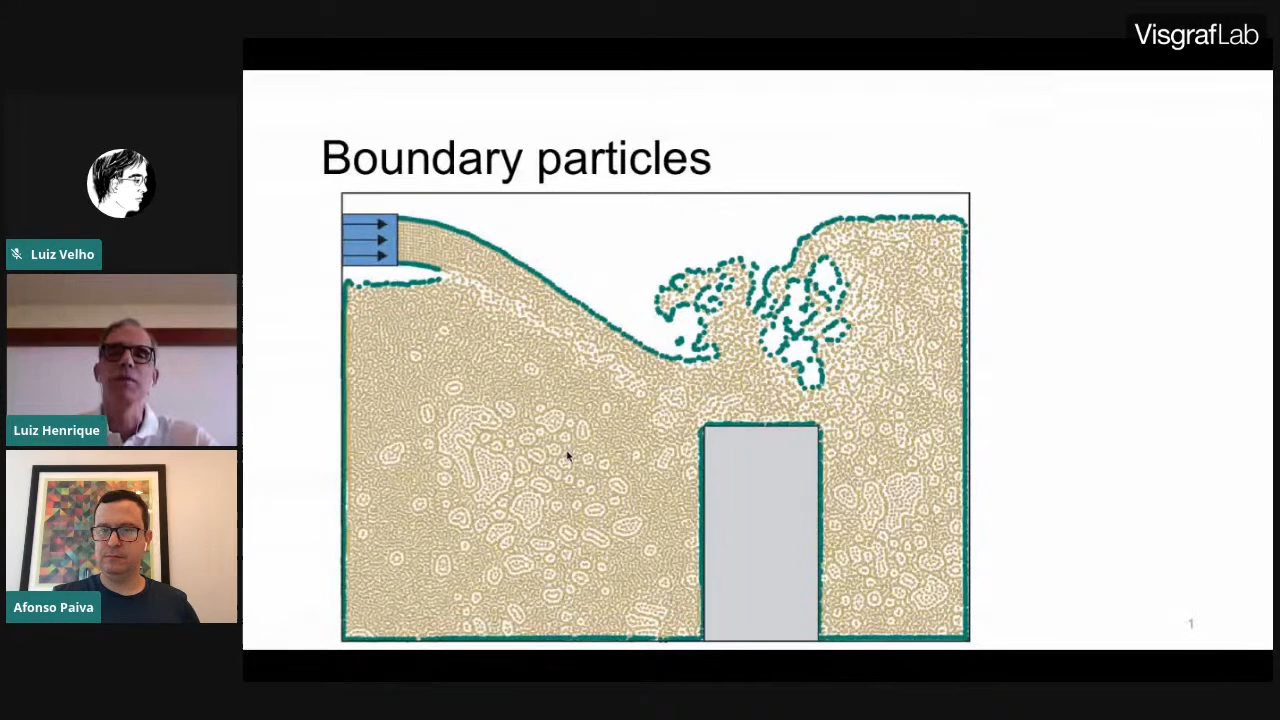 VisgrafLab
Boundary particles
Luiz Velho
Luiz Henrique
Afonso Paiva
1